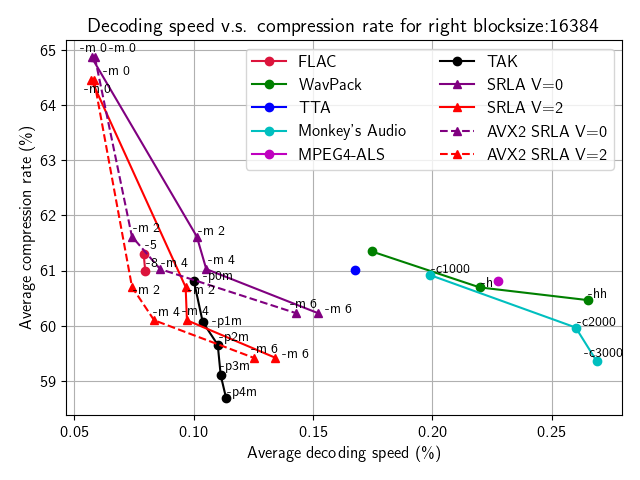 Decoding speed v.s. compression rate for right blocksize:16384
Average compression rate (%)
65
64
63
62
61
60
59
0.05
0.10
0.15
0.20
0.25
Average decoding speed (%)
FLAC
WavPack
TTA
Monkey's Audio
MPEG4-ALS
TAK
SRLA V=0
SRLA V=2
AVX2 SRLA V=0
AVX2 SRLA V=2
-m 0
-m 0
-m 0
-m 0
-m 2
-m 2
-5
-8
-m 4
-m 4
-p0m
-m 2
-m 2
-m 4
-m 4
-p1m
-p2m
-p3m
-p4m
-m 6
-m 6
-m 6
-m 6
-c1000
-h
-hh
-c2000
-c3000